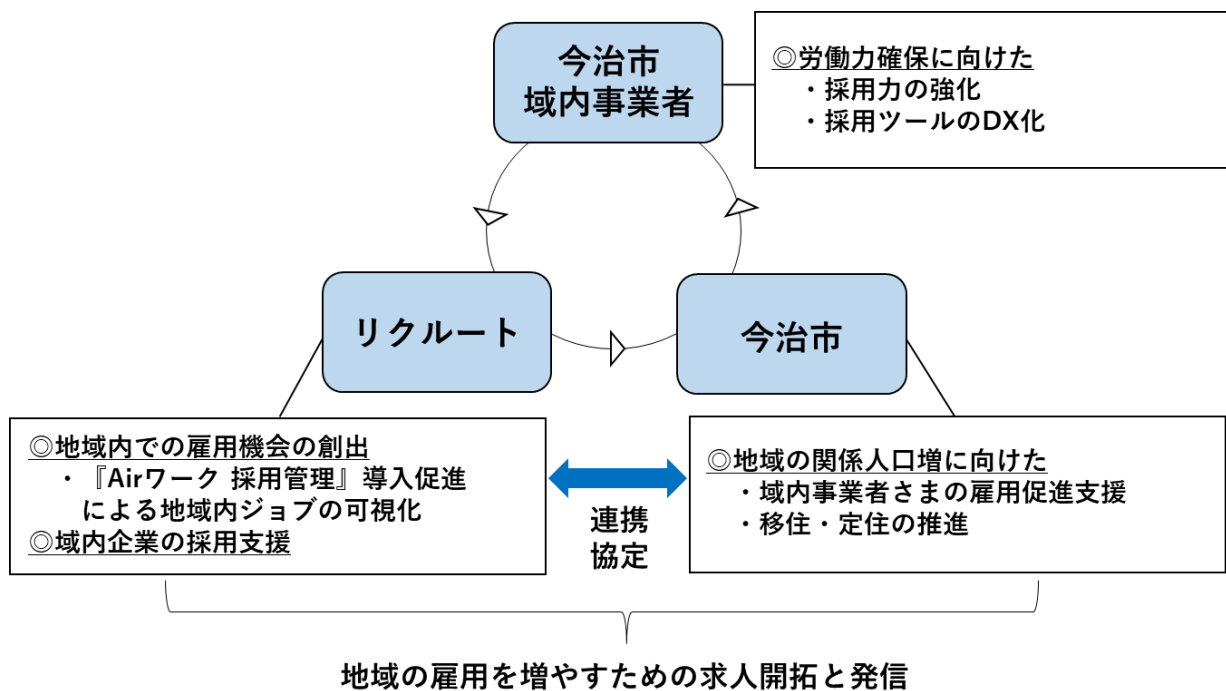 今治市
域内事業者
◎労働力確保に向けた
・採用力の強化
・採用ツールのDX化
リクルート
今治市
◎地域内での雇用機会の創出
・『Airワーク 採用管理』導入促進
による地域内ジョブの可視化
◎域内企業の採用支援
連携
協定
◎地域の関係人口増に向けた
・域内事業者さまの雇用促進支援
・移住・定住の推進
地域の雇用を増やすための求人開拓と発信